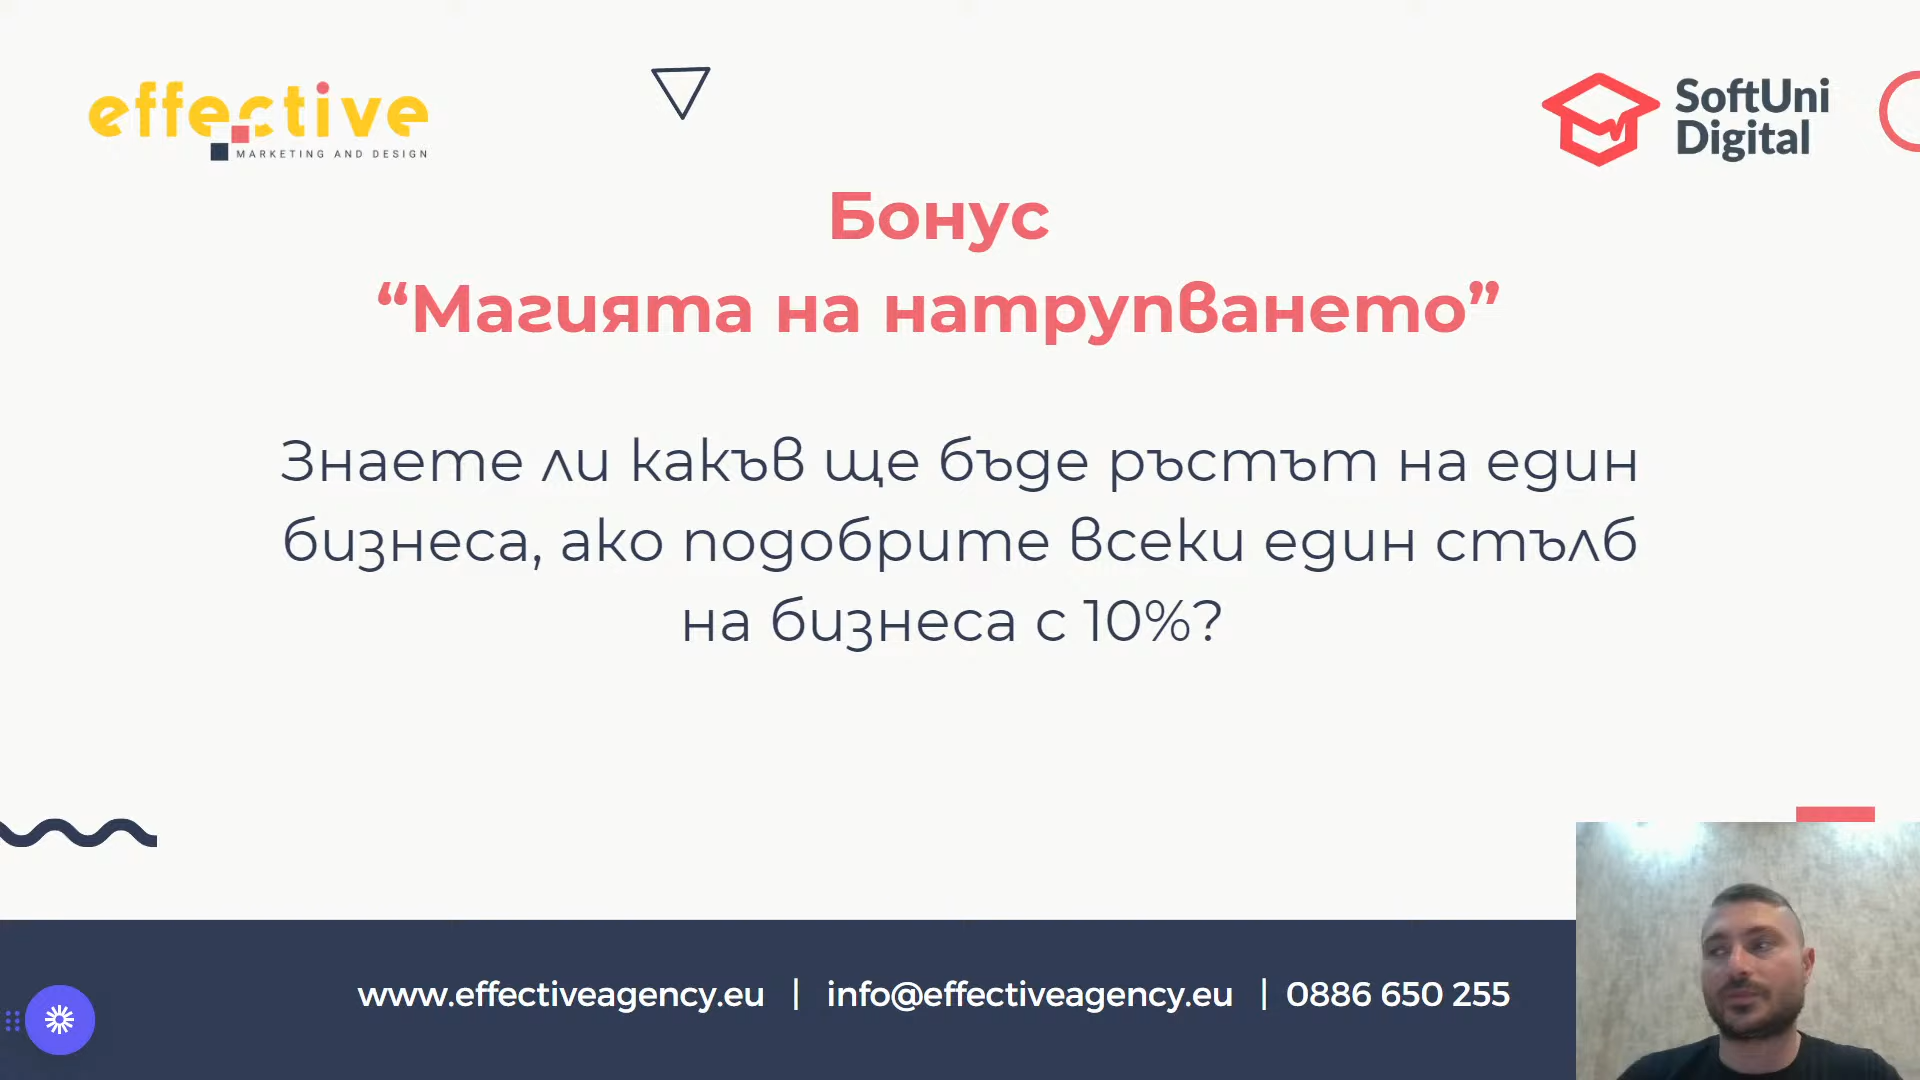 effective
MARKETING AND DESIGN
SoftUni
Digital
Бонус
“Магията на натрупването”
Знаете ли какъв ще бъде ръстът на един
бизнеса, ако подобрите всеки един стълб
на бизнеса с 10%?
www.effectiveagency.eu | info@effectiveagency.eu | 0886 650 255